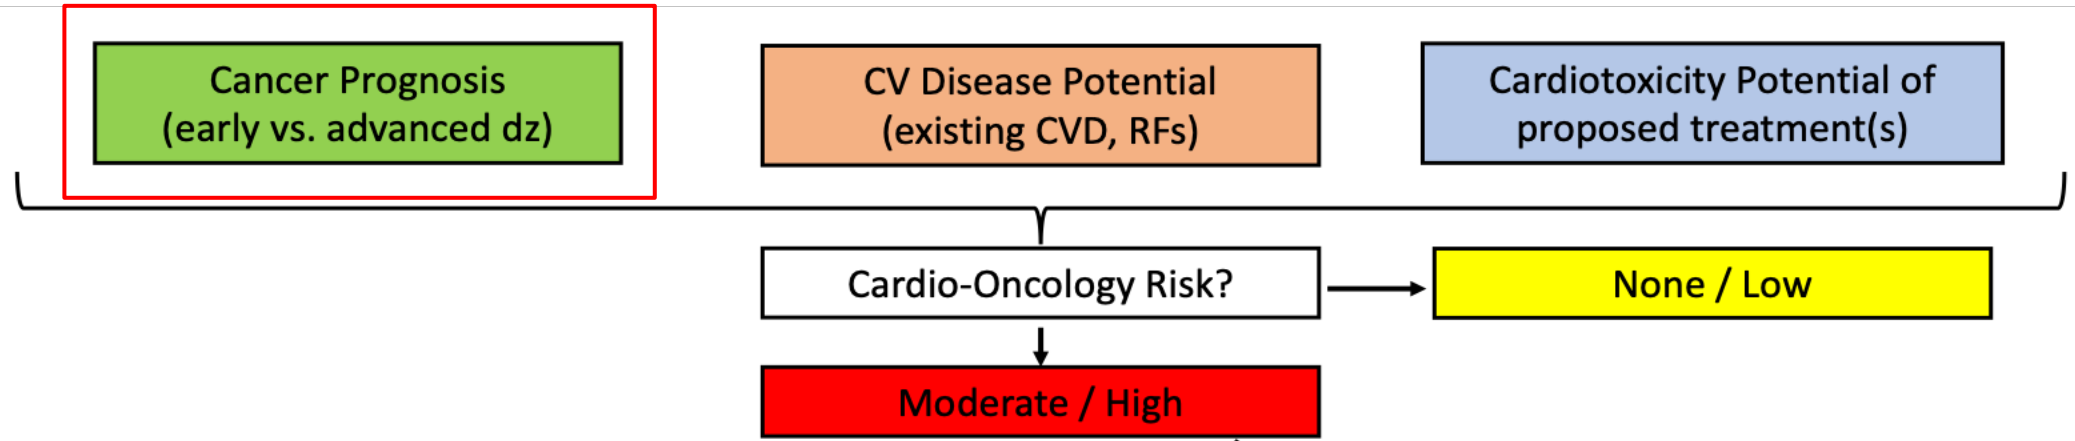 Cancer Prognosis
(early vs. advanced dz)
CV Disease Potential
(existing CVD, RFs)
Cardiotoxicity Potential of
proposed treatment(s)
Cardio-Oncology Risk?
None / Low
Moderate / High